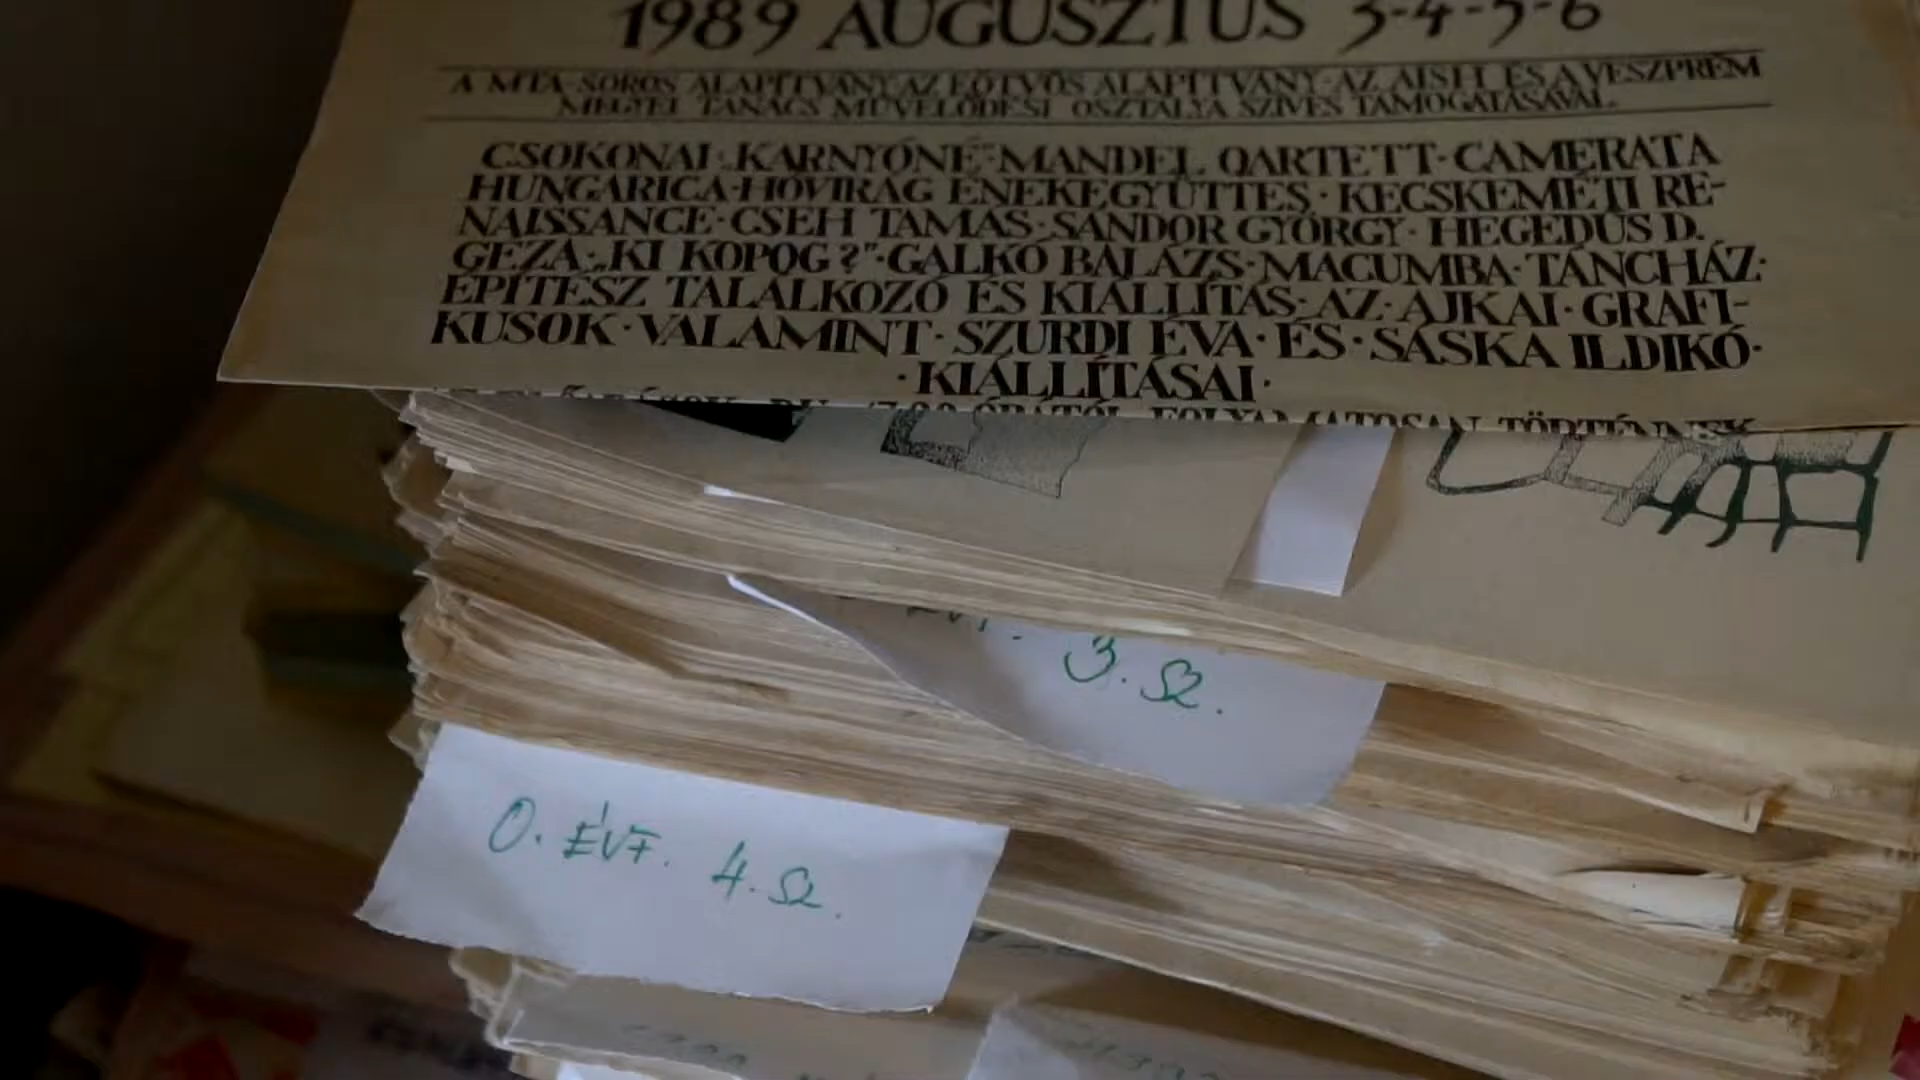 1989 AUGUSZTUS 3-4-5-6
A MTA-SOROS ALAPÍTVÁNY, AZ EÖTVÖS ALAPÍTVÁNY, AZ AISH ÉS A VESZPRÉM
MEGYEI TANÁCS MŰVELŐDÉSI OSZTÁLYA SZÍVES TÁMOGATÁSÁVAL
CSOKONAI „KARNYÓNÉ" · MANDEL QARTETT · CAMERATA
HUNGARICA · HÓVIRÁG ÉNEKEGYÜTTES · KECSKEMÉTI RE-
NAISSANCE · CSEH TAMÁS · SÁNDOR GYÖRGY · HEGEDŰS D.
GÉZA „KI KOPOG?" · GALKÓ BALÁZS · MACUMBA · TÁNCHÁZ ·
ÉPÍTÉSZ TALÁLKOZÓ ÉS KIÁLLÍTÁS · AZ · AJKAI · GRAFI-
KUSOK · VALAMINT · SZURDI ÉVA · ÉS · SÁSKA ILDIKÓ ·
· KIÁLLÍTÁSAI ·
ÓRÁTÓL FOLYAMATOSAN TÖRTÉNNEK
3. SZ.
0. ÉVF. 4. SZ.